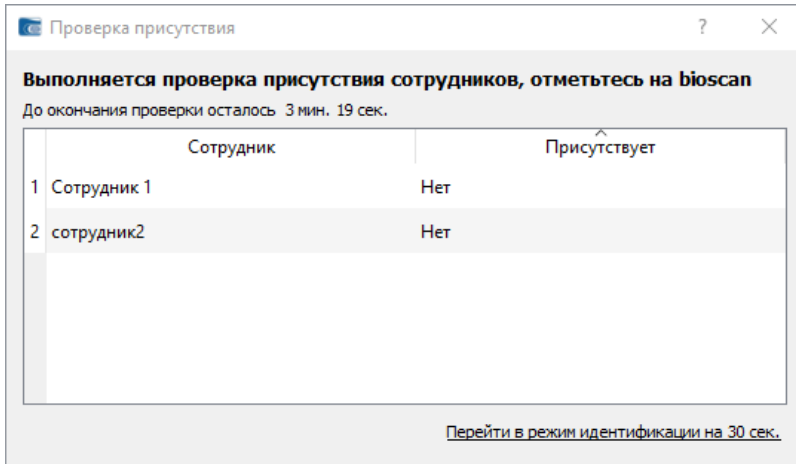 Проверка присутствия
Выполняется проверка присутствия сотрудников, отметьтесь на bioscan
До окончания проверки осталось 3 мин. 19 сек.
Сотрудник Присутствует
1 Сотрудник 1 Нет
2 сотрудник2 Нет
Перейти в режим идентификации на 30 сек.